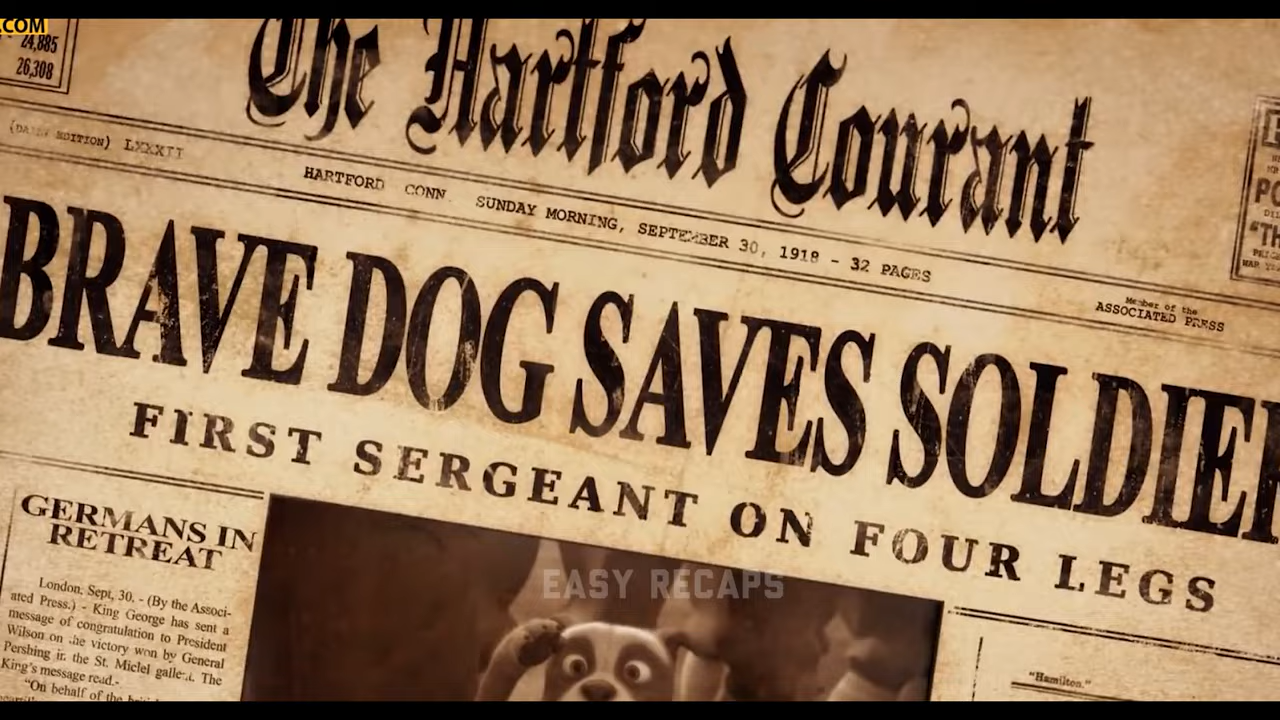 .COM
24,885
26,308
The Hartford Courant
(DAILY EDITION) LXXXII
HARTFORD CONN. SUNDAY MORNING, SEPTEMBER 30, 1918 - 32 PAGES
Member of the
ASSOCIATED PRESS
BRAVE DOG SAVES SOLDIER
FIRST SERGEANT ON FOUR LEGS
GERMANS IN
RETREAT
London. Sept, 30. - (By the Associ-
ated Press.) - King George has sent a
message of congratulation to President
Wilson on the victory won by General
Pershing in the St. Miciel
King's message read.-
"On behalf of the
EASY RECAPS
"Hamilton."